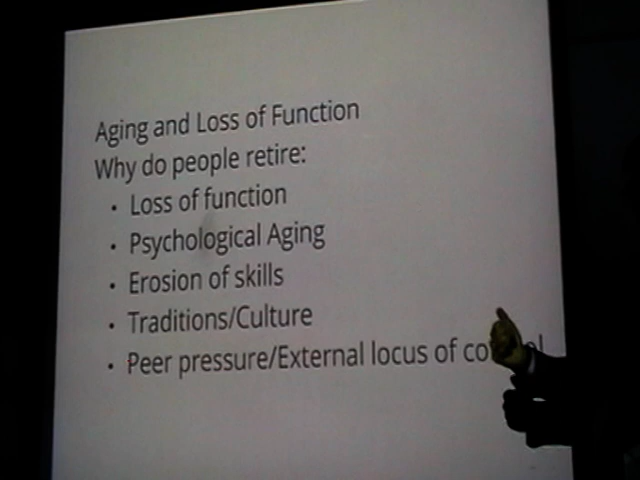 Aging and Loss of Function
Why do people retire:
• Loss of function
• Psychological Aging
• Erosion of skills
• Traditions/Culture
• Peer pressure/External locus of